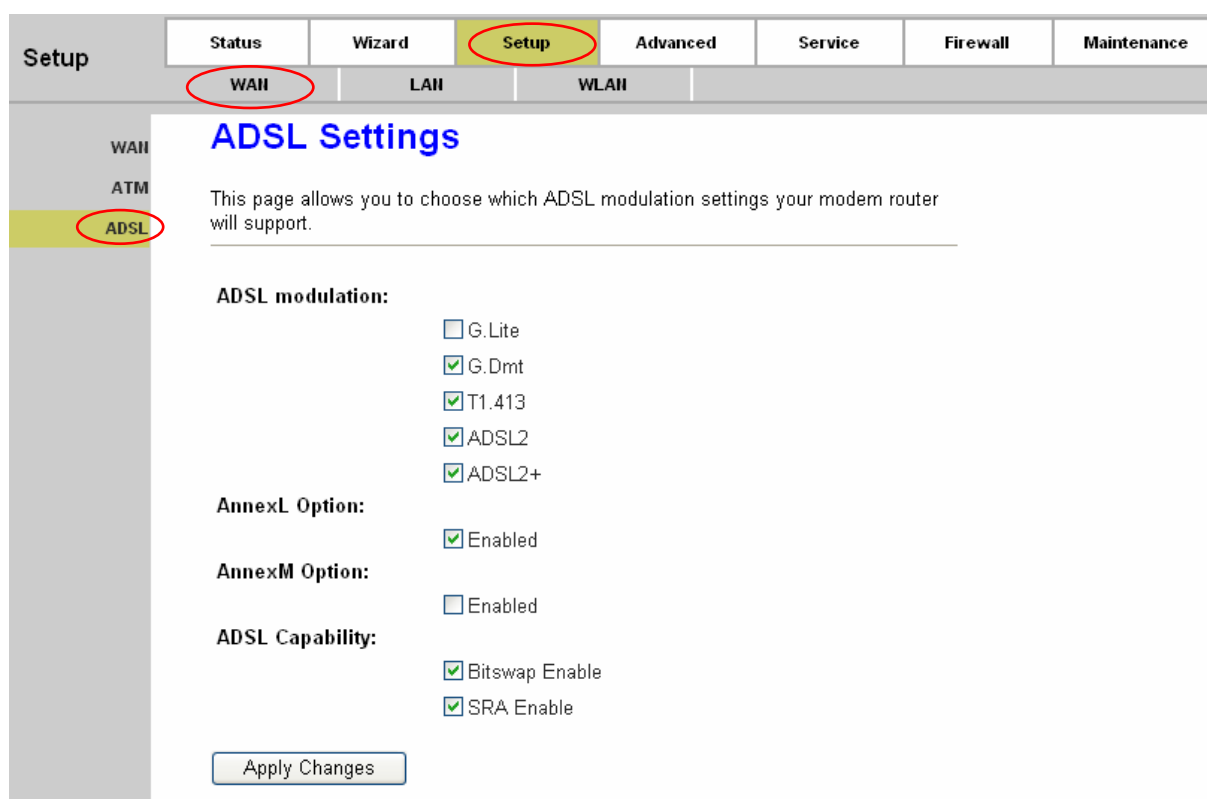 Setup
Status Wizard Setup Advanced Service Firewall Maintenance
WAN LAN WLAN
WAN
ATM
ADSL
ADSL Settings
This page allows you to choose which ADSL modulation settings your modem router
will support.
ADSL modulation:
G.Lite
G.Dmt
T1.413
ADSL2
ADSL2+
AnnexL Option:
Enabled
AnnexM Option:
Enabled
ADSL Capability:
Bitswap Enable
SRA Enable
Apply Changes